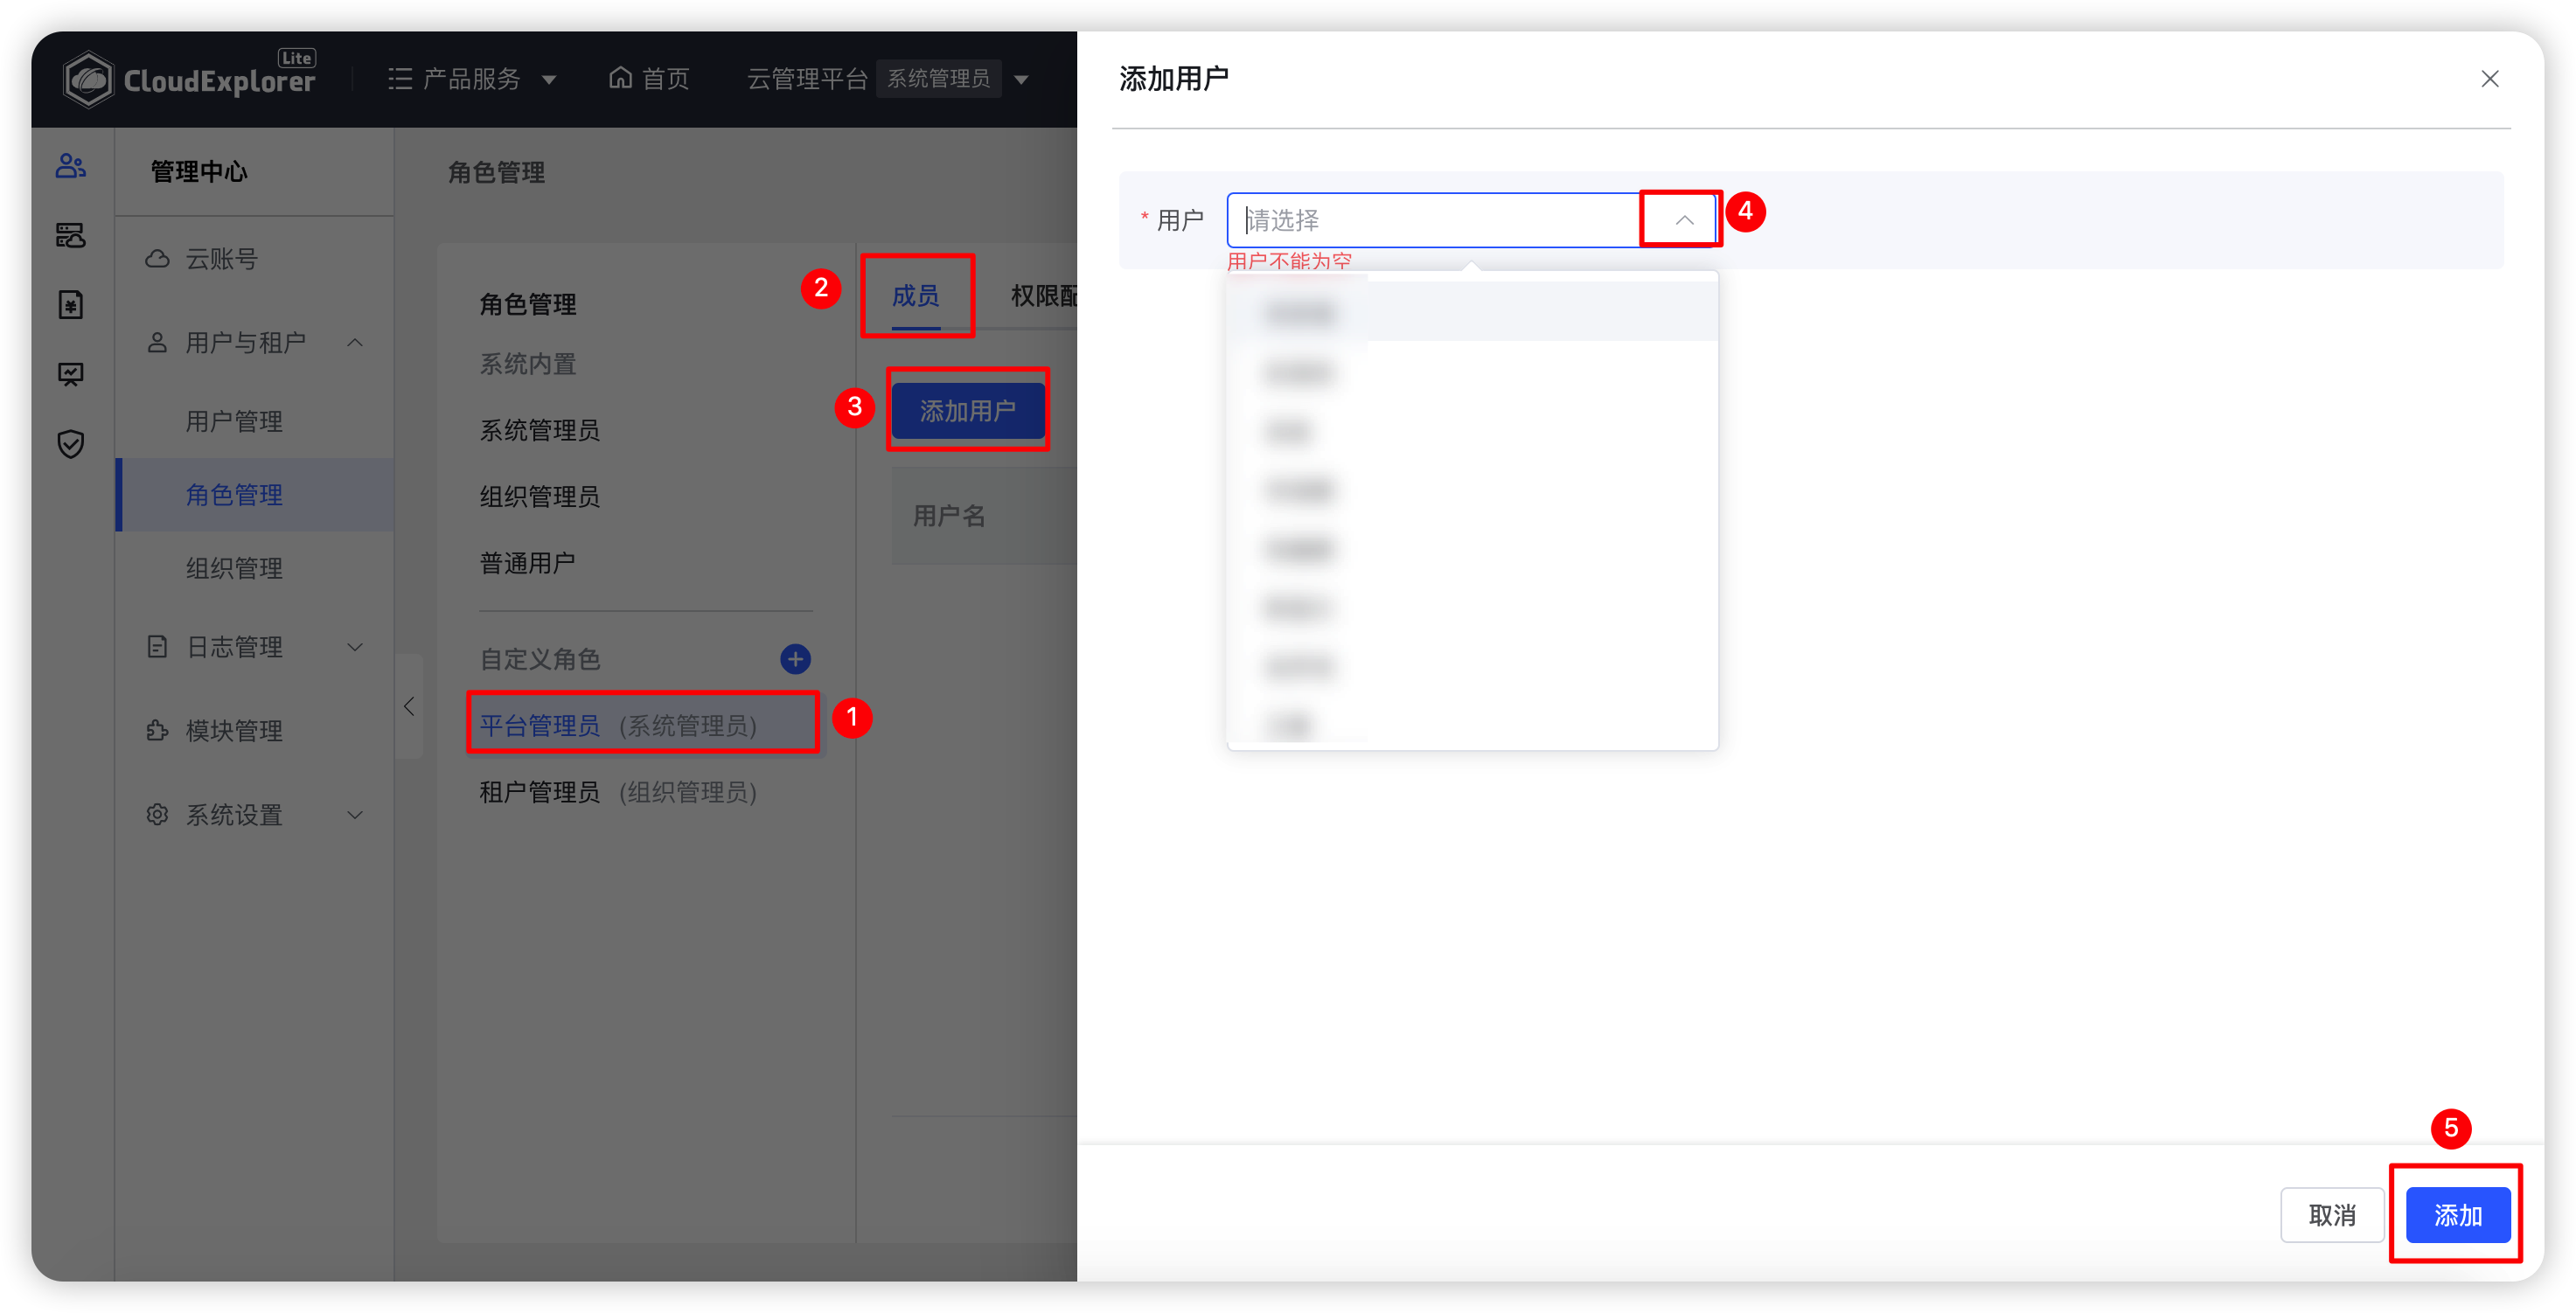 CloudExplorer Lite
产品服务
首页
云管理平台 系统管理员
管理中心
云账号
用户与租户
用户管理
角色管理
组织管理
日志管理
模块管理
系统设置
角色管理
角色管理
系统内置
系统管理员
组织管理员
普通用户
自定义角色
平台管理员 (系统管理员)
1
租户管理员 (组织管理员)
2
成员
权限配
3
添加用户
用户名
添加用户
* 用户
请选择
4
用户不能为空
5
取消
添加